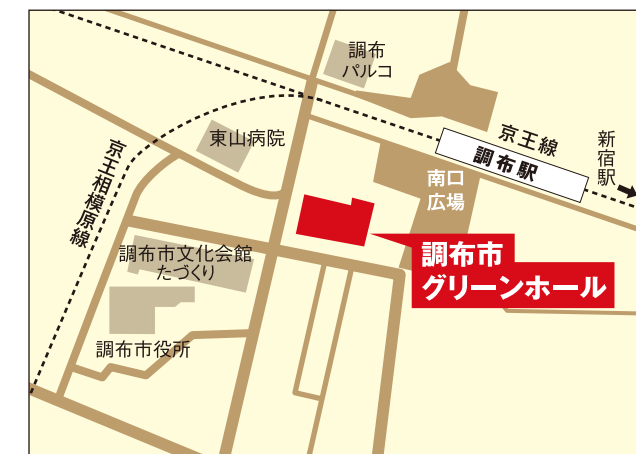 調布
パルコ
京王線
新宿駅
調布駅
東山病院
京王相模原線
南口
広場
調布市
グリーンホール
調布市文化会館
たづくり
調布市役所